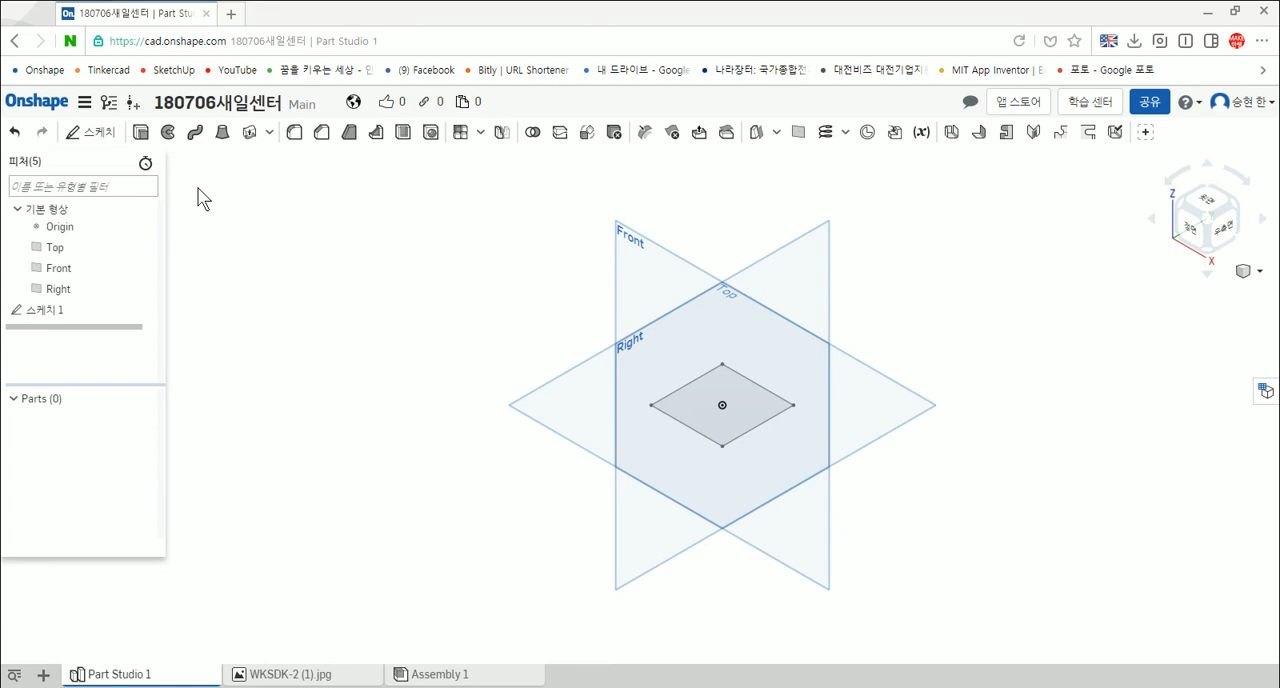 180706새일센터 | Part Stu
https://cad.onshape.com 180706새일센터 | Part Studio 1
Onshape Tinkercad SketchUp YouTube 꿈을 키우는 세상 - (9) Facebook Bitly | URL Shortener 내 드라이브 - Google 나라장터: 국가종합전 대전비즈 대전기업지 MIT App Inventor | E 포토 - Google 포토
Onshape 180706새일센터 Main 0 0 0 앱 스토어 학습 센터 공유 승현 한
스케치 (x)
피처(5)
이름 또는 유형별 필터
기본 형상
Origin
Top
Front
Right
스케치 1
Parts (0)
Front
Top
Right
Z
윗면
정면
우측면
X
Part Studio 1 WKSDK-2 (1).jpg Assembly 1